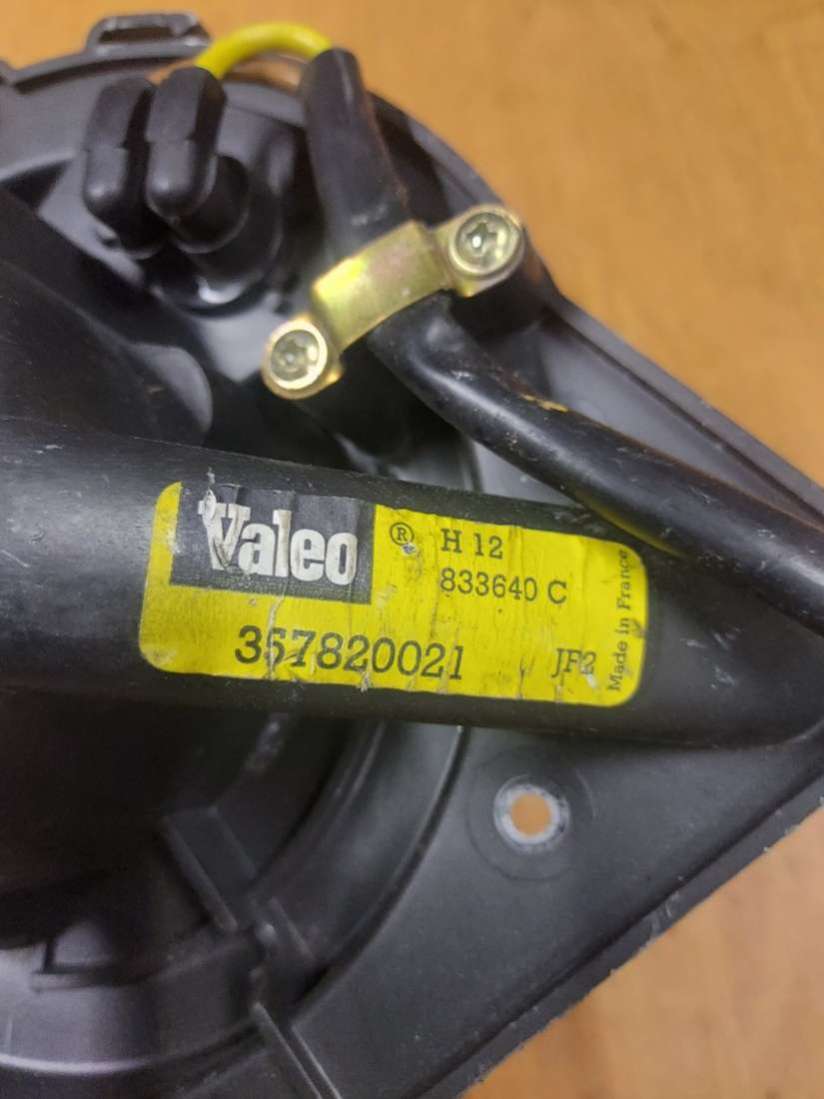 Valeo ® H 12
833640 C
357820021 JF2
Made in France